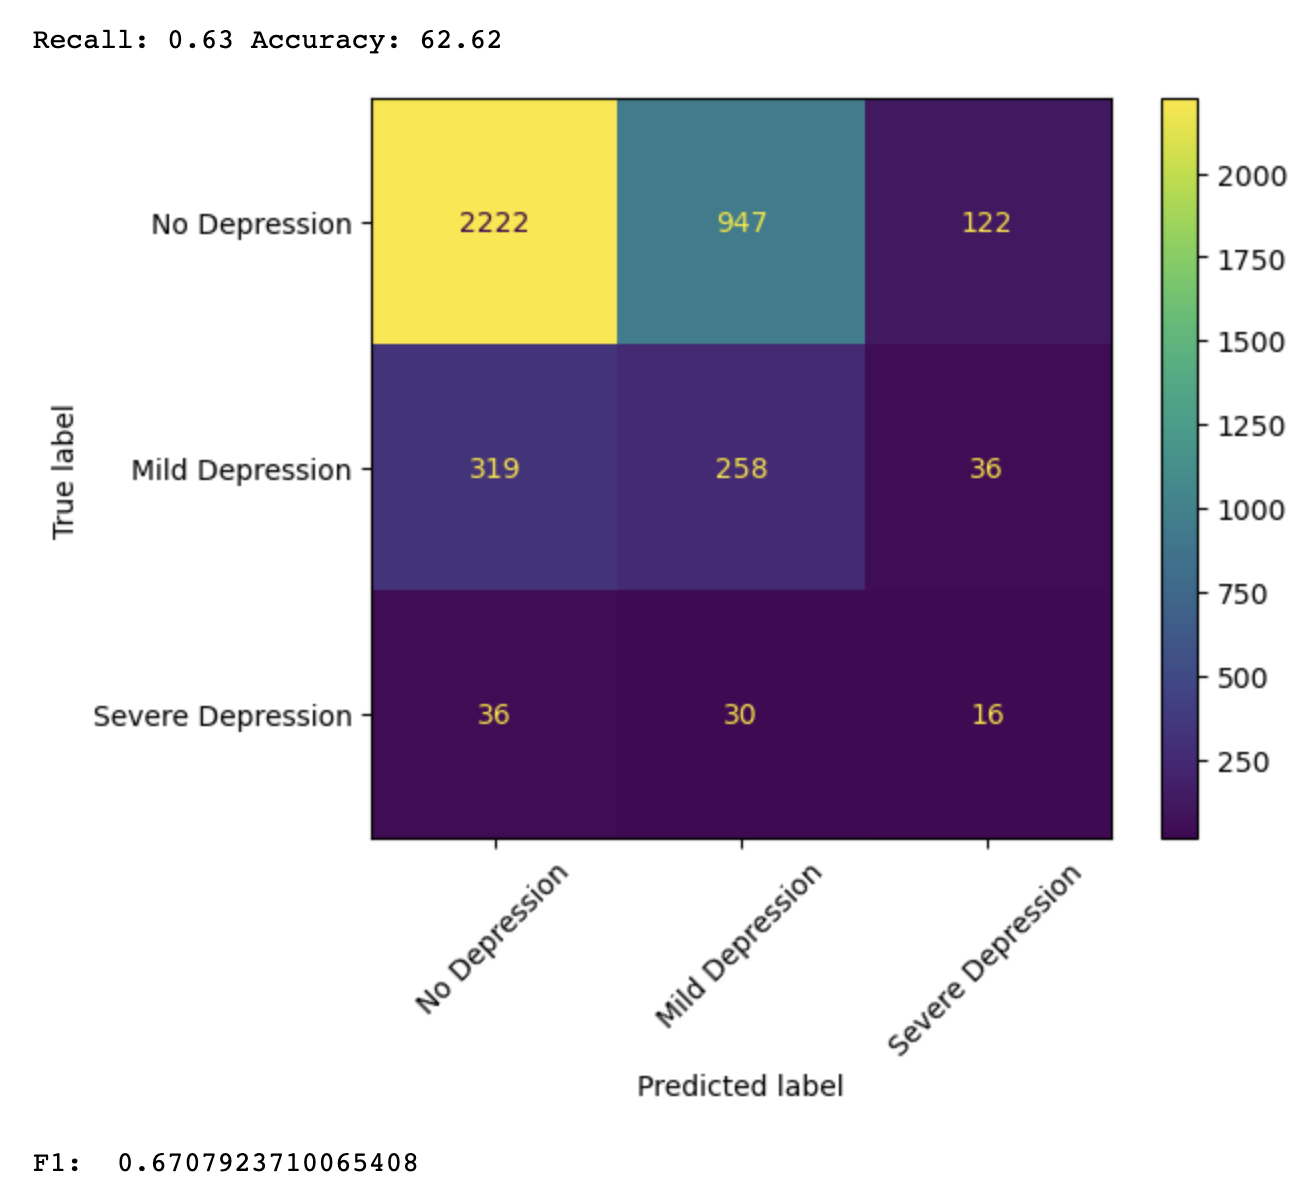 Recall: 0.63 Accuracy: 62.62
No Depression
2222
947
122
True label
Mild Depression
319
258
36
Severe Depression
36
30
16
No Depression
Mild Depression
Severe Depression
Predicted label
2000
1750
1500
1250
1000
750
500
250
F1:  0.6707923710065408